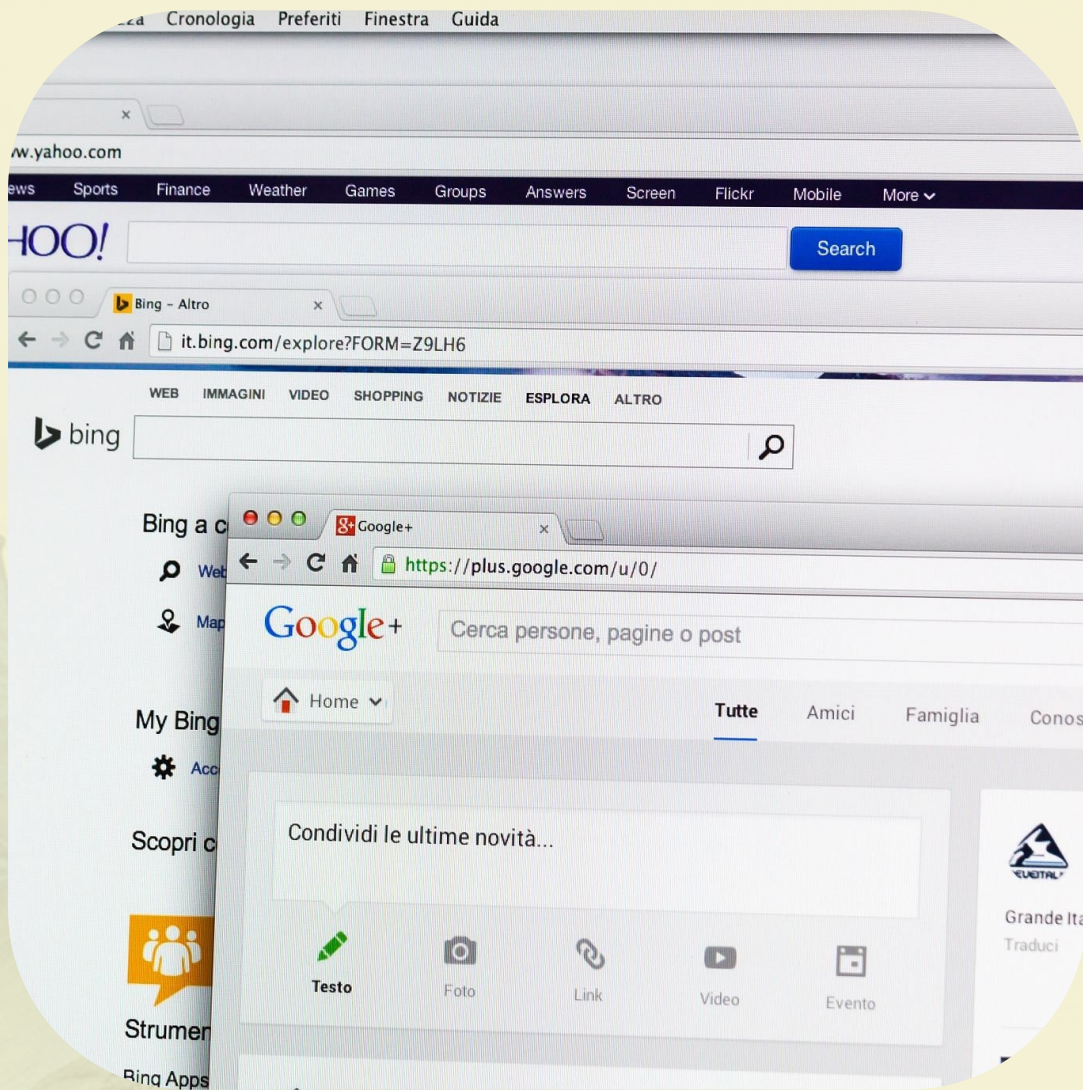 Cronologia Preferiti Finestra Guida
Sports Finance Weather Games Groups Answers Screen Flickr Mobile More
Search
Bing - Altro
it.bing.com/explore?FORM=Z9LH6
WEB IMMAGINI VIDEO SHOPPING NOTIZIE ESPLORA ALTRO
bing
Bing a
Google+
https://plus.google.com/u/0/
Google+ Cerca persone, pagine o post
Home
Tutte Amici Famiglia
My Bing
Condividi le ultime novità...
Scopri
Grande
Traduci
Testo Foto Link Video Evento
Bing Apps